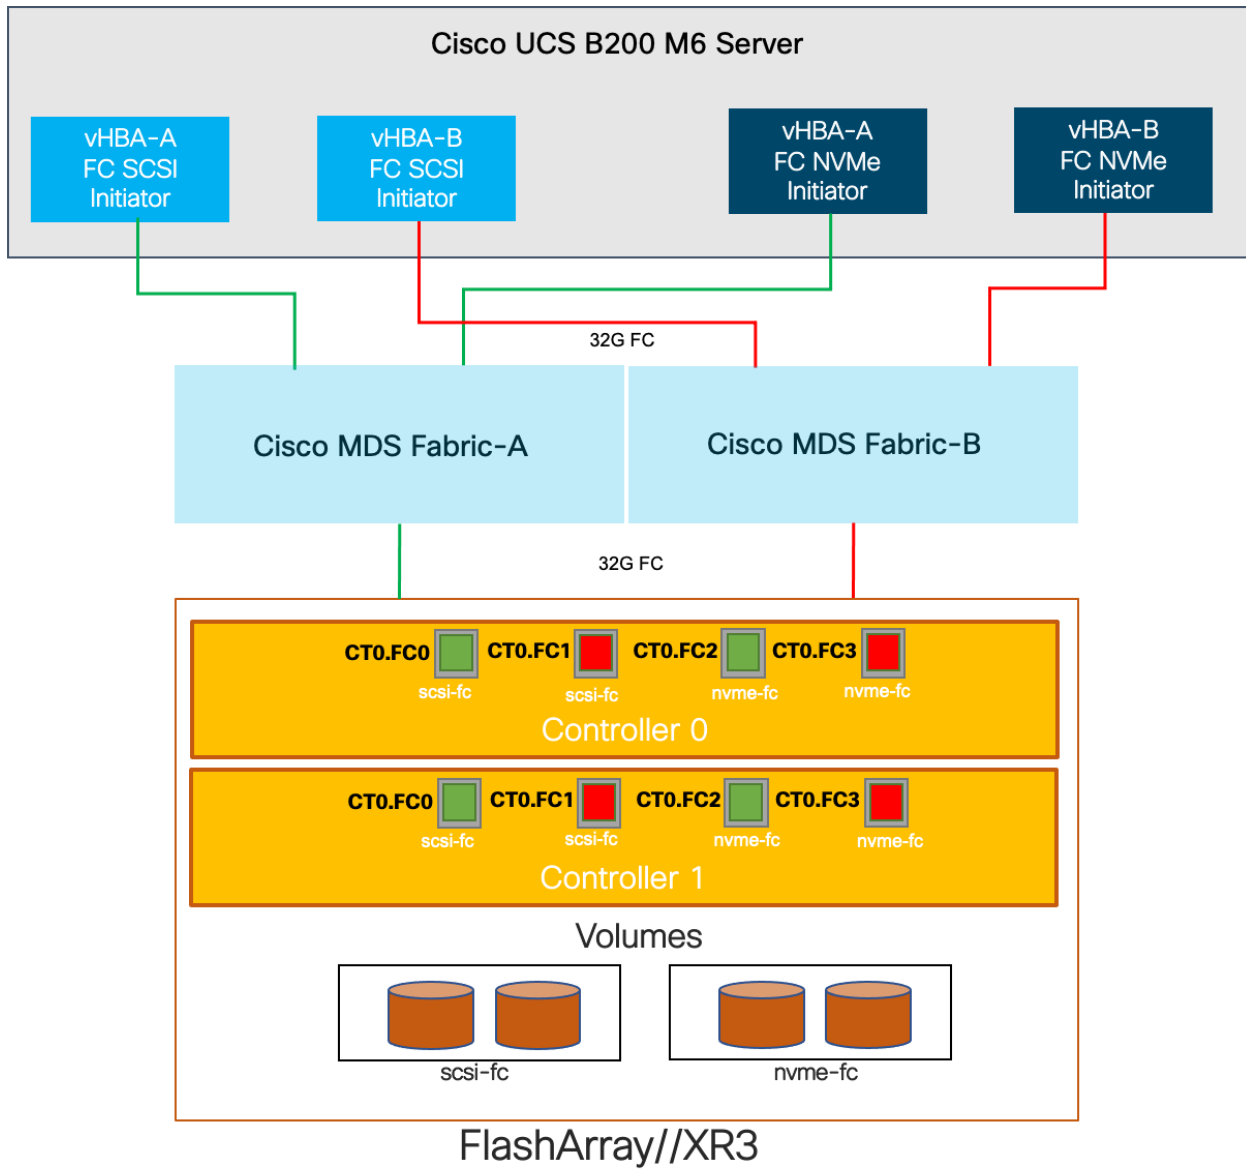 Cisco UCS B200 M6 Server
vHBA-A
FC SCSI
Initiator
vHBA-B
FC SCSI
Initiator
vHBA-A
FC NVMe
Initiator
vHBA-B
FC NVMe
Initiator
32G FC
Cisco MDS Fabric-A
Cisco MDS Fabric-B
32G FC
CT0.FC0
scsi-fc
CT0.FC1
scsi-fc
CT0.FC2
nvme-fc
CT0.FC3
nvme-fc
Controller 0
CT0.FC0
scsi-fc
CT0.FC1
scsi-fc
CT0.FC2
nvme-fc
CT0.FC3
nvme-fc
Controller 1
Volumes
scsi-fc
nvme-fc
FlashArray//XR3